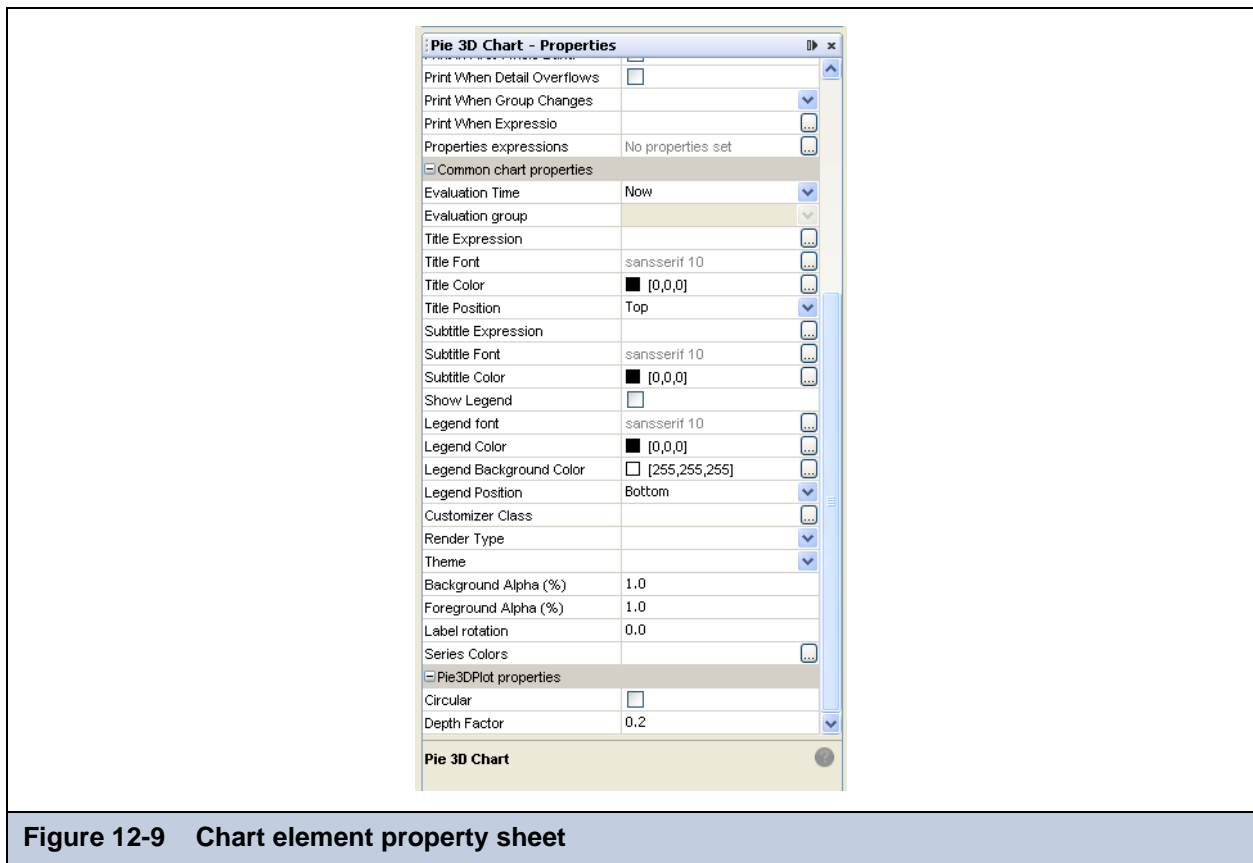 Pie 3D Chart - Properties
Print When Detail Overflows
Print When Group Changes
Print When Expressio ...
Properties expressions No properties set ...
Common chart properties
Evaluation Time Now
Evaluation group
Title Expression ...
Title Font sansserif 10 ...
Title Color [0,0,0] ...
Title Position Top
Subtitle Expression ...
Subtitle Font sansserif 10 ...
Subtitle Color [0,0,0] ...
Show Legend
Legend font sansserif 10 ...
Legend Color [0,0,0] ...
Legend Background Color [255,255,255] ...
Legend Position Bottom
Customizer Class ...
Render Type
Theme
Background Alpha (%) 1.0
Foreground Alpha (%) 1.0
Label rotation 0.0
Series Colors ...
Pie3DPlot properties
Circular
Depth Factor 0.2
Pie 3D Chart ?
Figure 12-9 Chart element property sheet